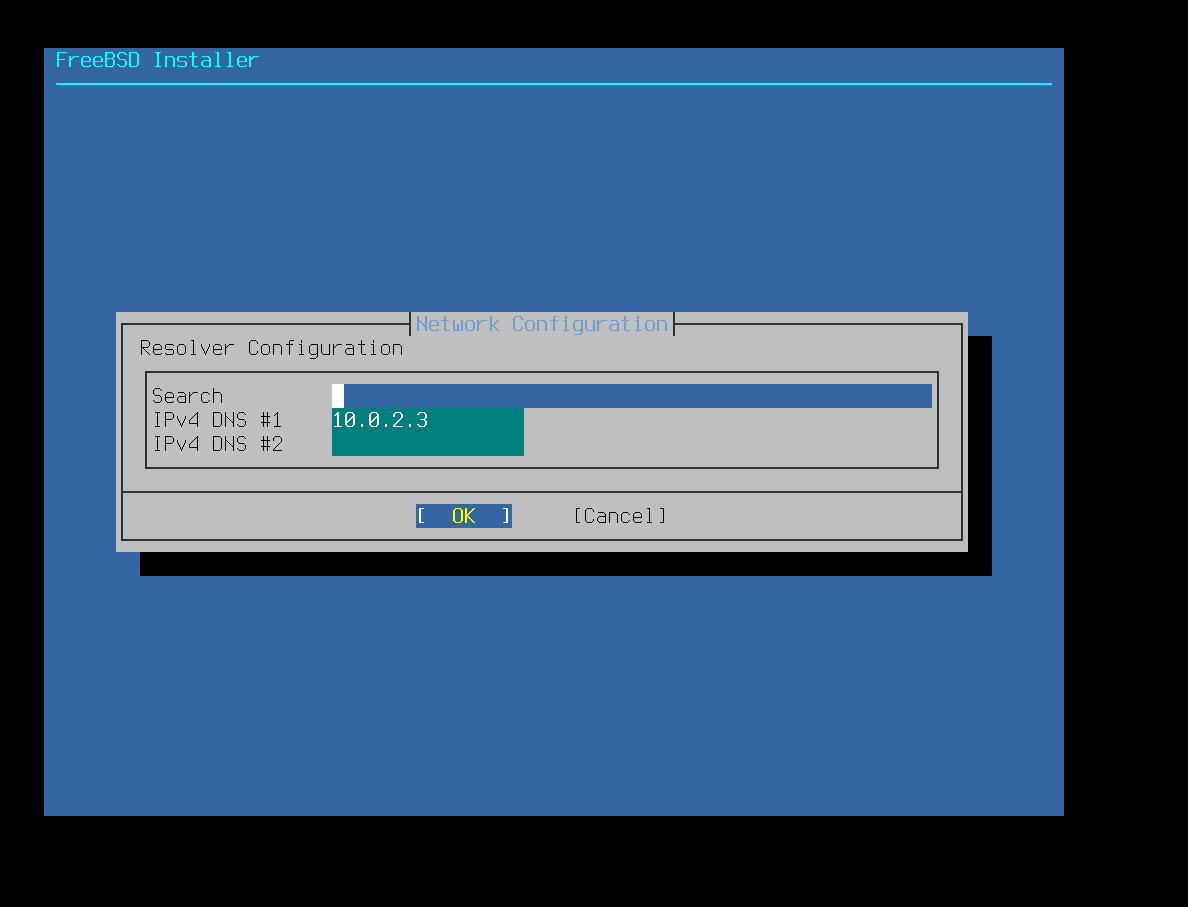 FreeBSD Installer
Network Configuration
Resolver Configuration
Search
IPv4 DNS #1 10.0.2.3
IPv4 DNS #2
[  OK  ] [Cancel]